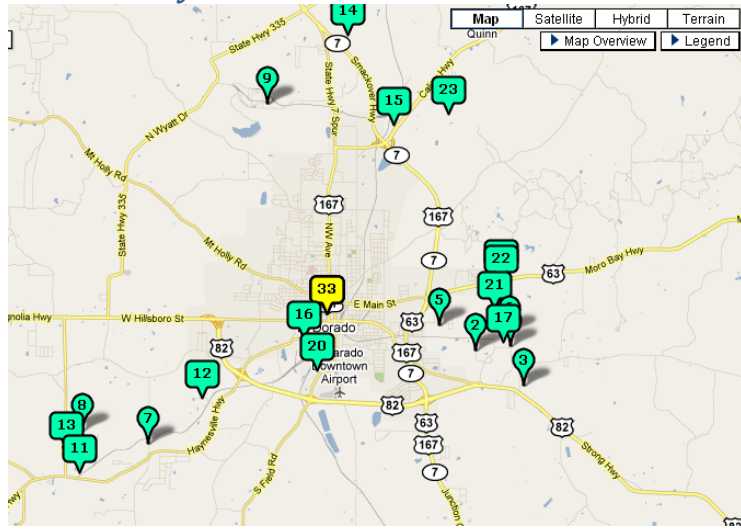 14
Map
Satellite
Hybrid
Terrain
Quinn
Map Overview
Legend
State Hwy 335
7
Smackover Hwy
9
State Hwy 7 Spur
15
23
N Wyatt Dr
7
Mt Holly Rd
167
167
State Hwy 335
NW Ave
Mt Holly Rd
7
22
63
Moro Bay Hwy
21
33
E Main St
5
16
17
W Hillsboro St
Dorado
63
2
20
82
167
3
Downtown
Airport
7
12
82
8
63
82
13
7
Haynesville Hwy
11
167
Strong Hwy
S Field Rd
7
82